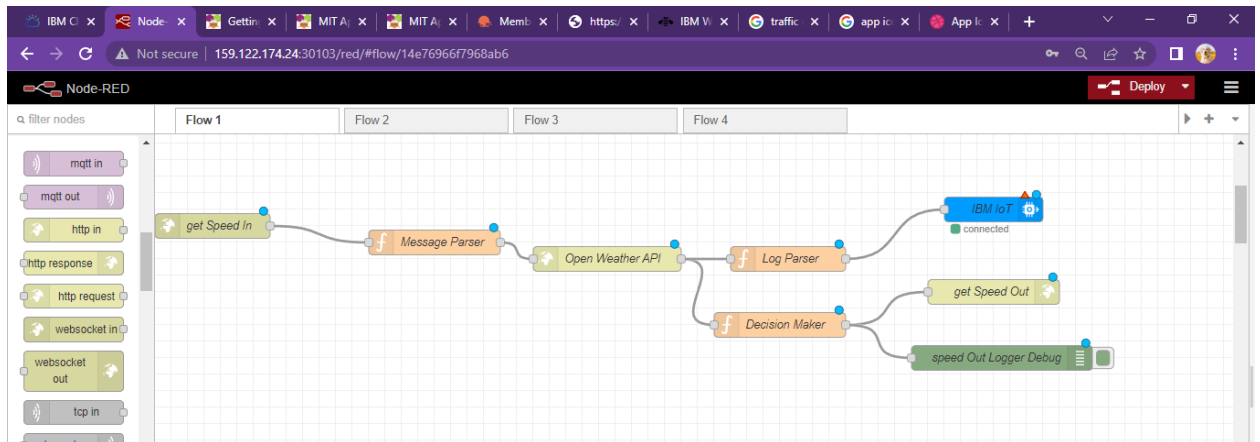 IBM Cl
Node-
Gettin
MIT Ap
MIT Ap
Memb
https:/
IBM W
traffic
app ico
App Ic
Not secure | 159.122.174.24:30103/red/#flow/14e76966f7968ab6
Node-RED
Deploy
filter nodes
Flow 1
Flow 2
Flow 3
Flow 4
mqtt in
mqtt out
http in
http response
http request
websocket in
websocket
out
tcp in
get Speed In
Message Parser
Open Weather API
Log Parser
IBM IoT
connected
get Speed Out
Decision Maker
speed Out Logger Debug